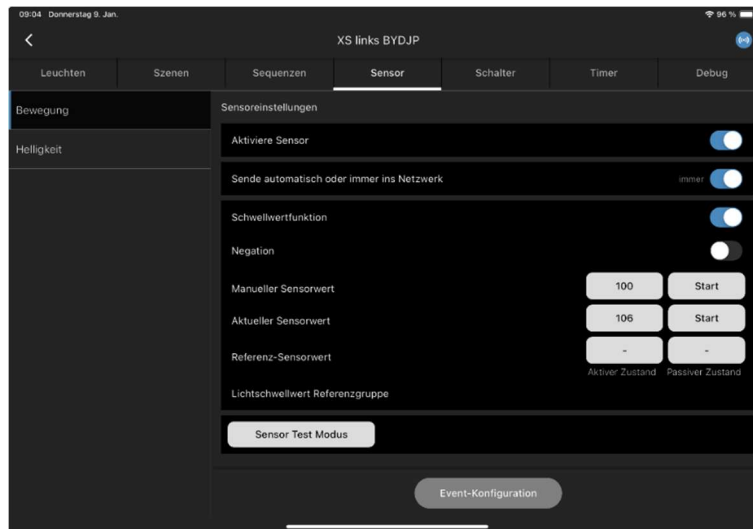 09:04 Donnerstag 9. Jan.
96 %
XS links BYDJP
Leuchten Szenen Sequenzen Sensor Schalter Timer Debug
Bewegung
Helligkeit
Sensoreinstellungen
Aktiviere Sensor
Sende automatisch oder immer ins Netzwerk immer
Schwellwertfunktion
Negation
Manueller Sensorwert 100 Start
Aktueller Sensorwert 106 Start
Referenz-Sensorwert - -
Aktiver Zustand Passiver Zustand
Lichtschwellwert Referenzgruppe
Sensor Test Modus
Event-Konfiguration